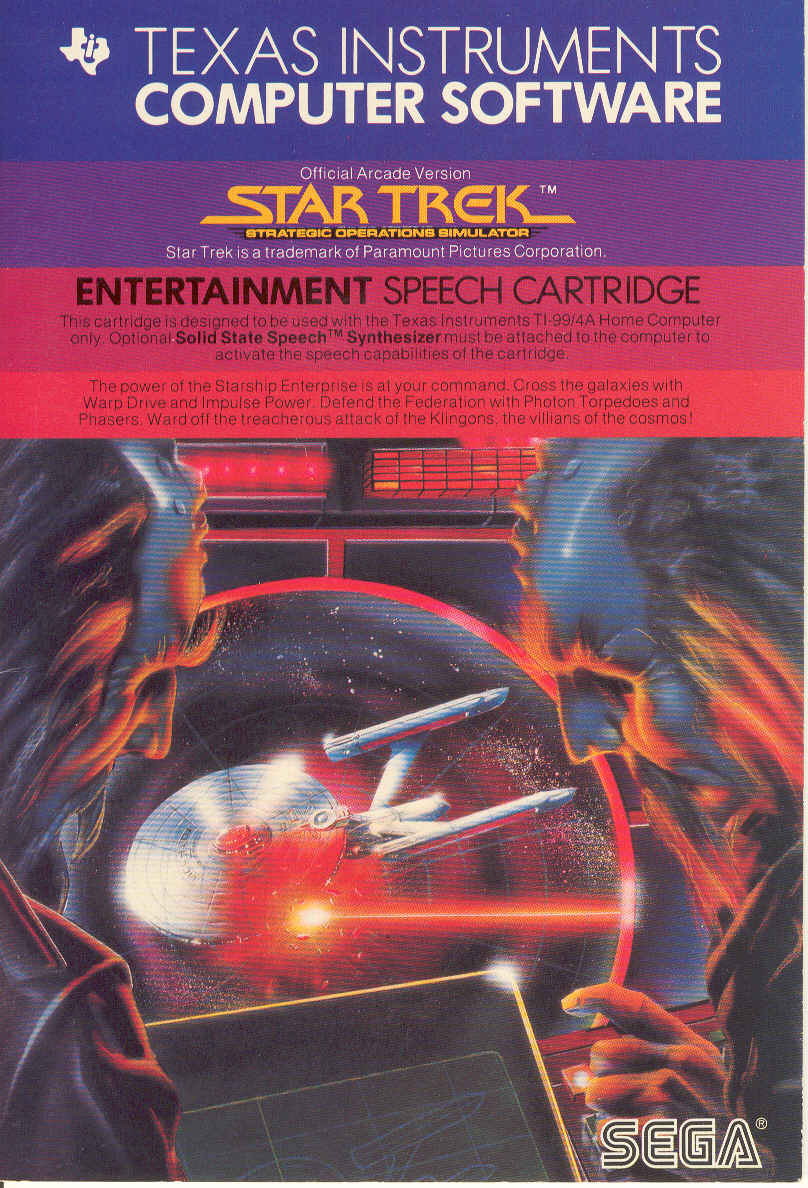 TEXAS INSTRUMENTS
COMPUTER SOFTWARE
Official Arcade Version
STAR TREK™
STRATEGIC OPERATIONS SIMULATOR
Star Trek is a trademark of Paramount Pictures Corporation.
ENTERTAINMENT SPEECH CARTRIDGE
This cartridge is designed to be used with the Texas Instruments TI-99/4A Home Computer
only. Optional Solid State Speech™ Synthesizer must be attached to the computer to
activate the speech capabilities of the cartridge.
The power of the Starship Enterprise is at your command. Cross the galaxies with
Warp Drive and Impulse Power. Defend the Federation with Photon Torpedoes and
Phasers. Ward off the treacherous attack of the Klingons, the villians of the cosmos!
SEGA®